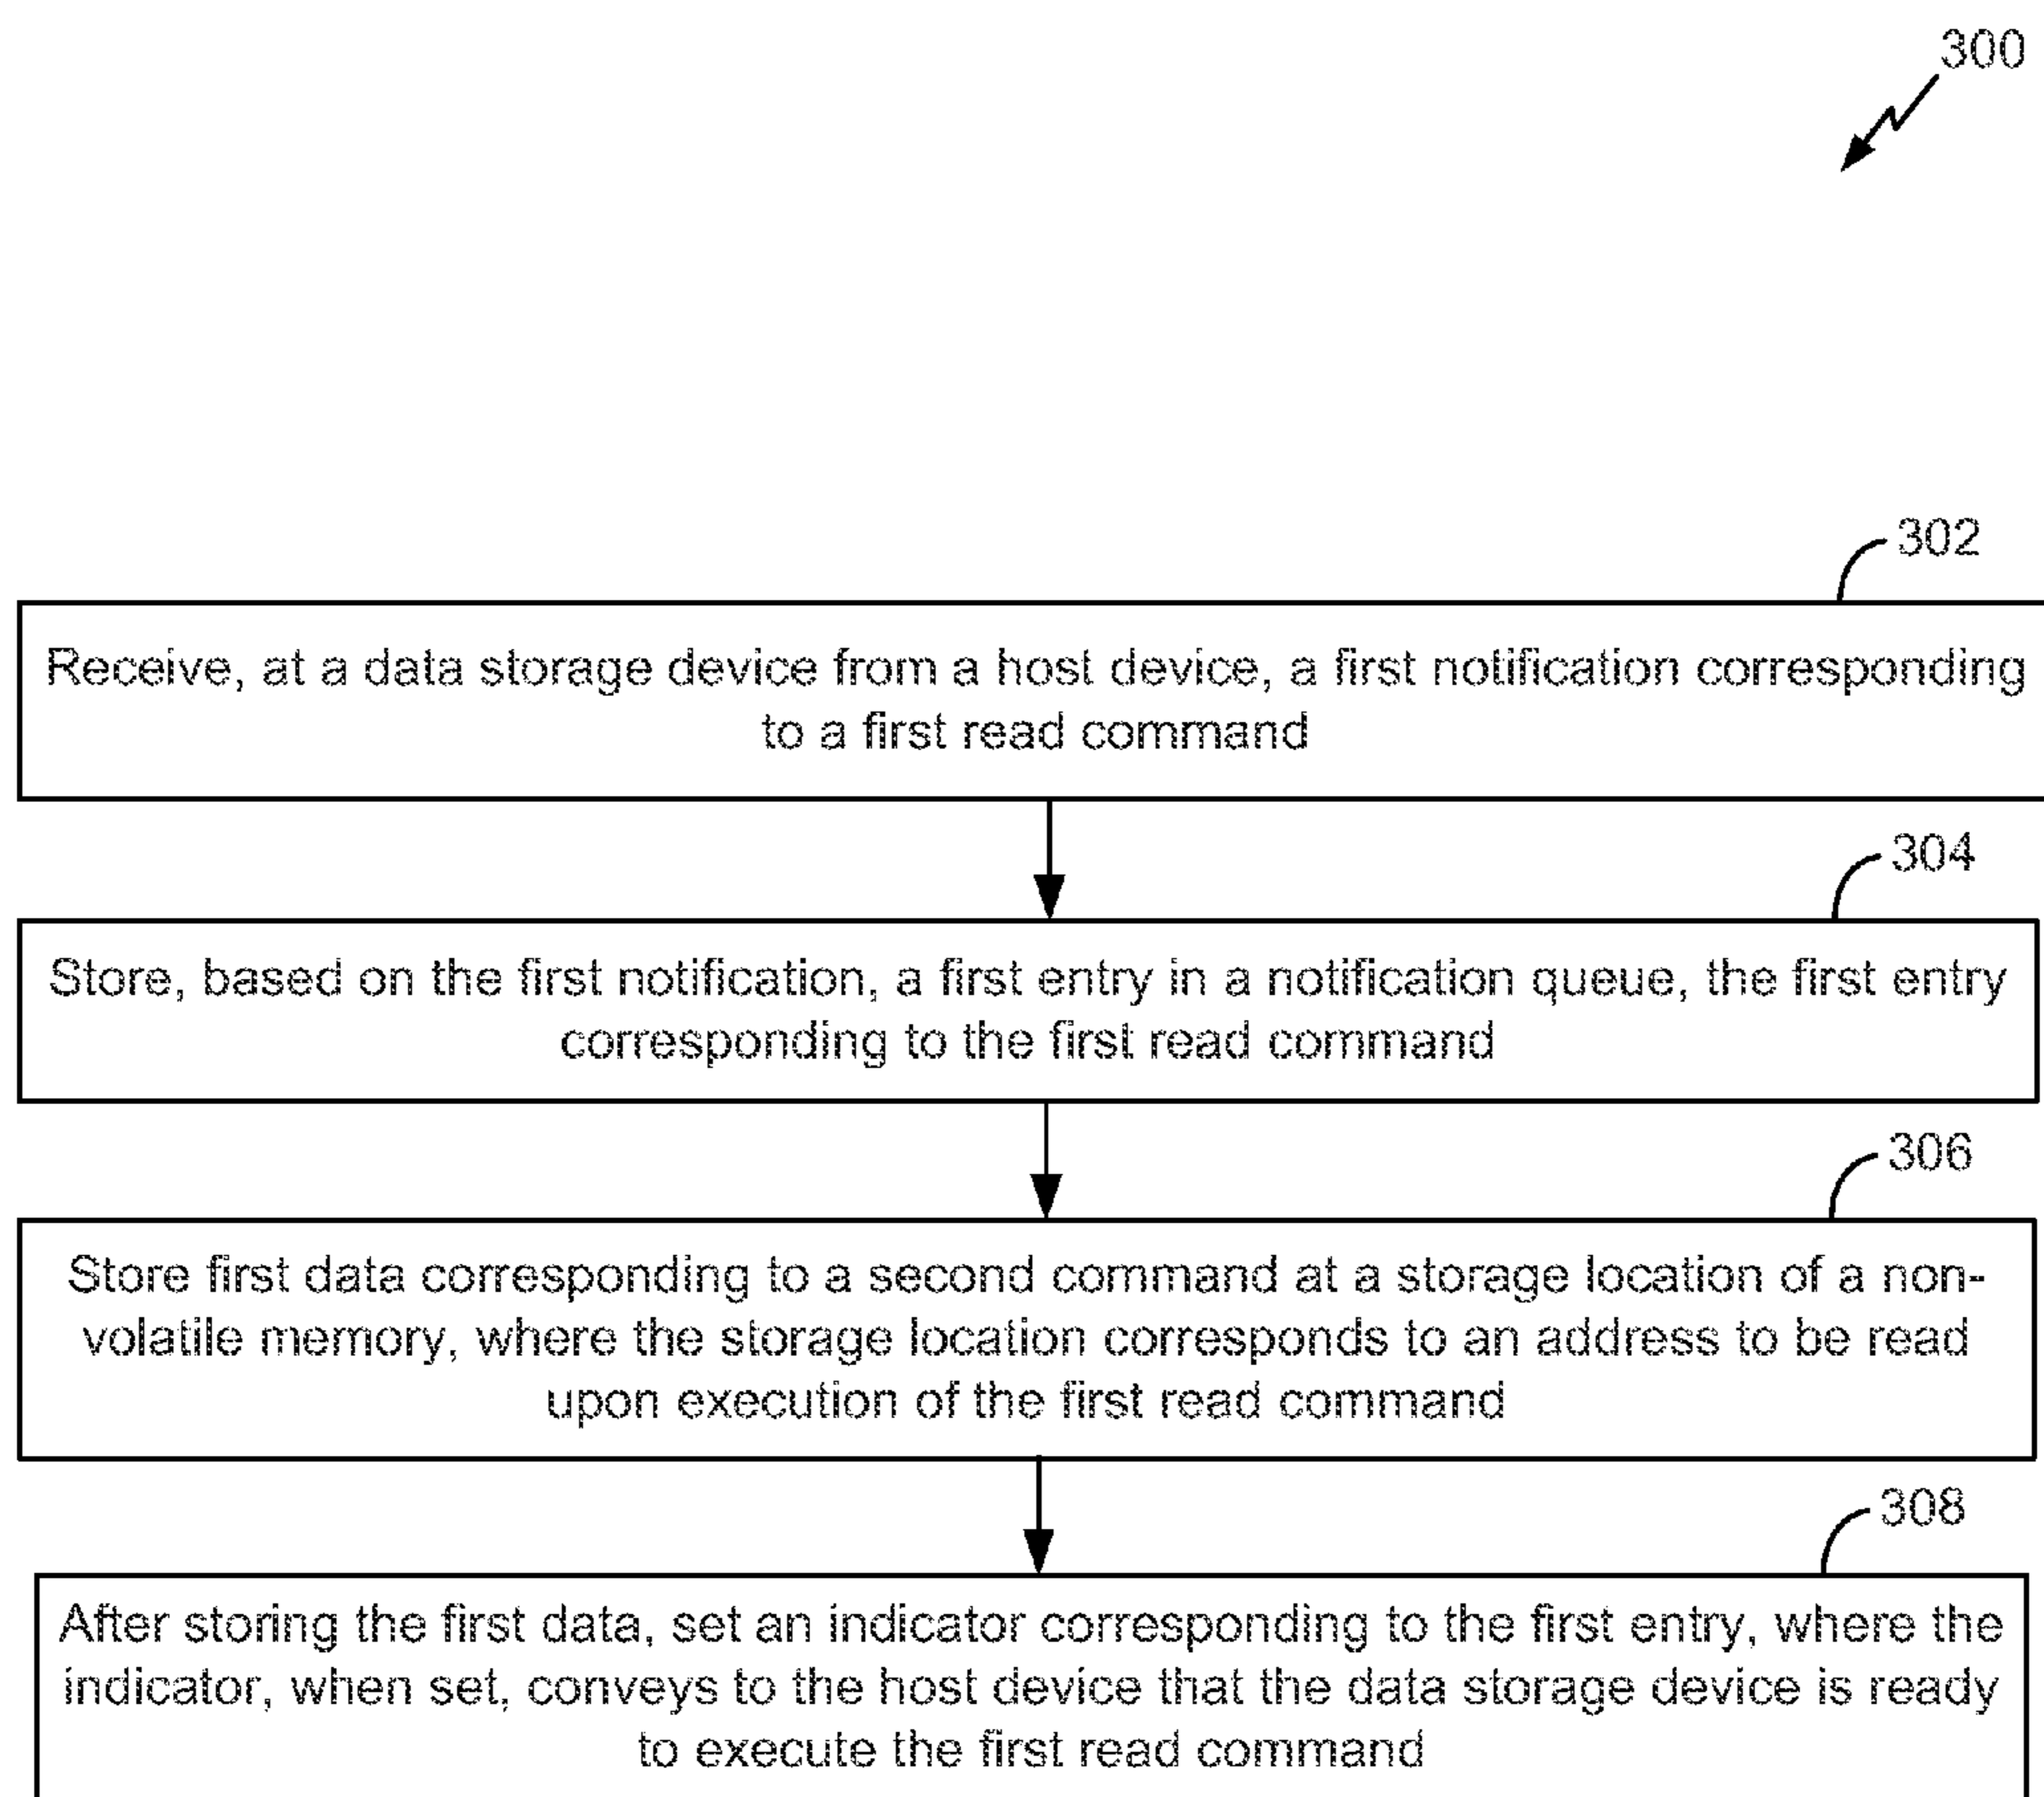 300
302
Receive, at a data storage device from a host device, a first notification corresponding
to a first read command
304
Store, based on the first notification, a first entry in a notification queue, the first entry
corresponding to the first read command
306
Store first data corresponding to a second command at a storage location of a non-
volatile memory, where the storage location corresponds to an address to be read
upon execution of the first read command
308
After storing the first data, set an indicator corresponding to the first entry, where the
indicator, when set, conveys to the host device that the data storage device is ready
to execute the first read command